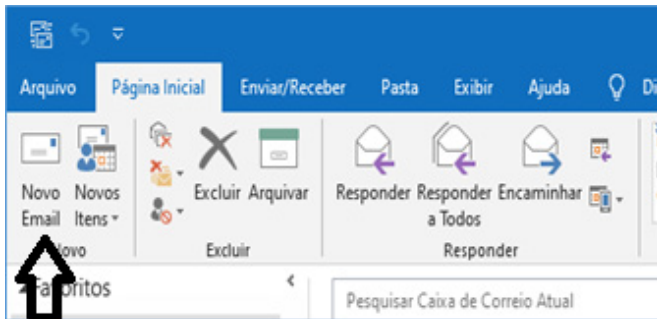 Arquivo Página Inicial Enviar/Receber Pasta Exibir Ajuda
Novo Email
Novos Itens
Excluir Arquivar
Responder Responder a Todos Encaminhar
Excluir Responder
Favoritos
Pesquisar Caixa de Correio Atual